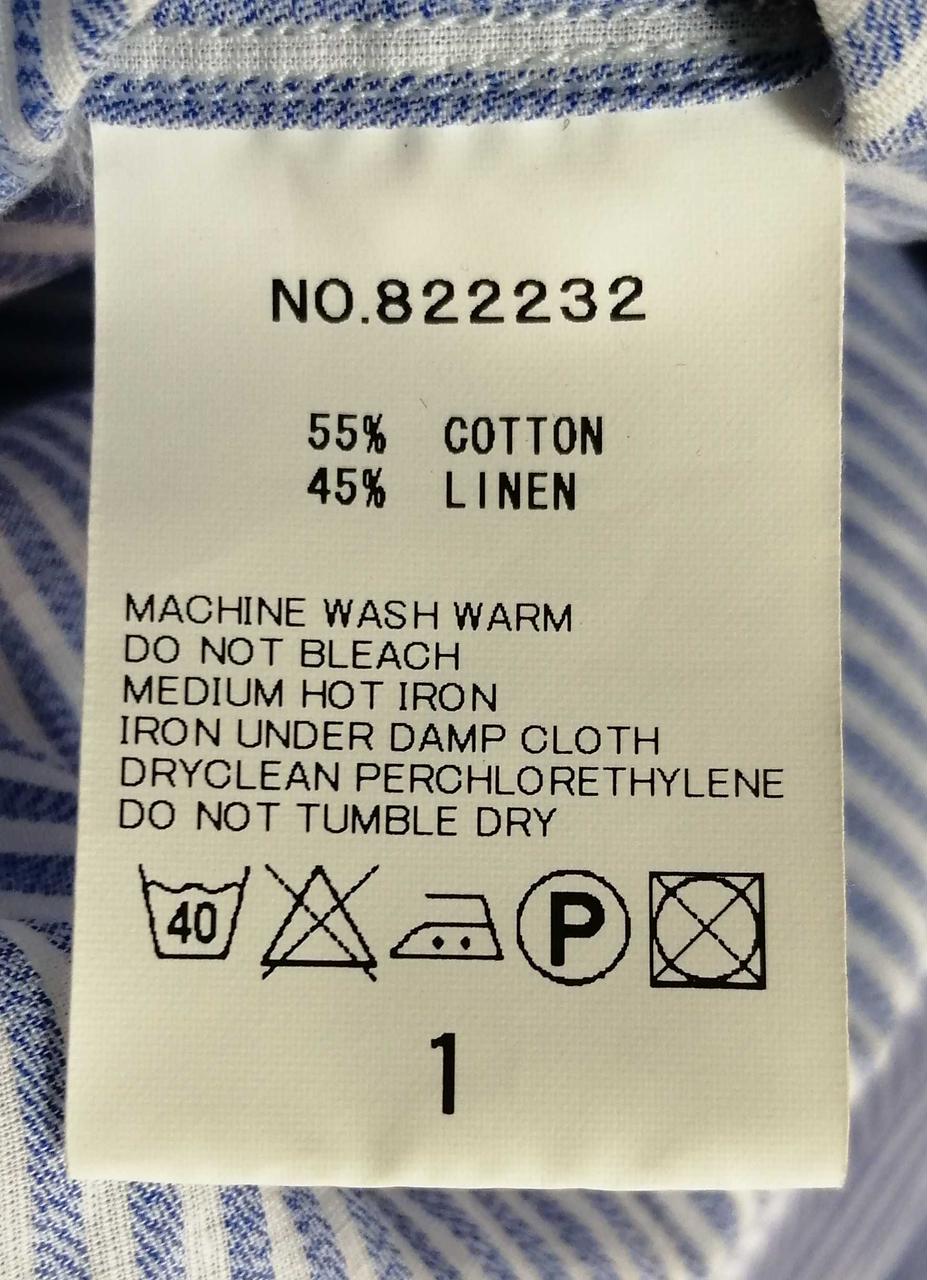 NO.822232
55% COTTON
45% LINEN
MACHINE WASH WARM
DO NOT BLEACH
MEDIUM HOT IRON
IRON UNDER DAMP CLOTH
DRYCLEAN PERCHLORETHYLENE
DO NOT TUMBLE DRY
40 P
1